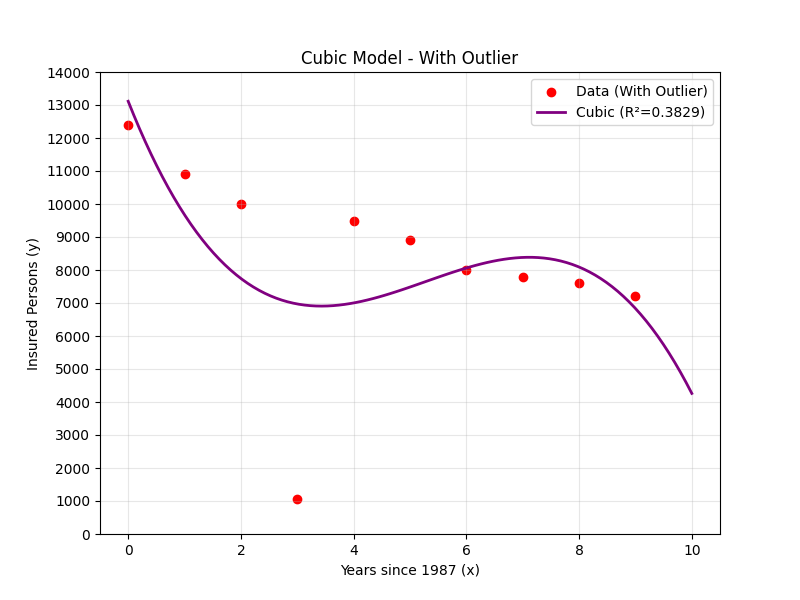 Cubic Model - With Outlier
Data (With Outlier)
Cubic (R²=0.3829)
Insured Persons (y)
14000
13000
12000
11000
10000
9000
8000
7000
6000
5000
4000
3000
2000
1000
0
0 2 4 6 8 10
Years since 1987 (x)